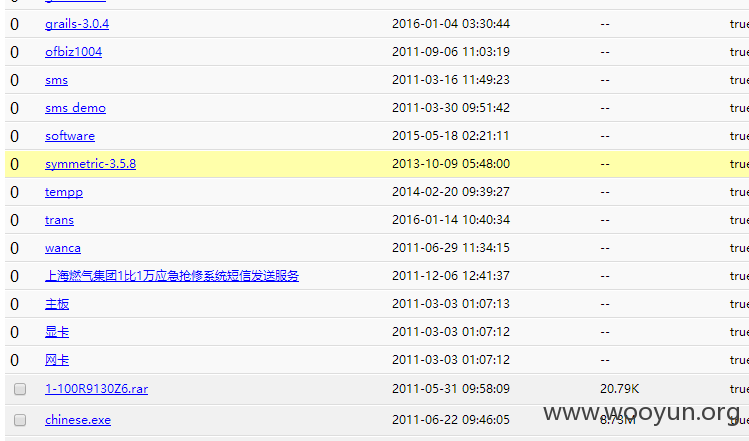 0 grails-3.0.4 2016-01-04 03:30:44 -- true
0 ofbiz1004 2011-09-06 11:03:19 -- true
0 sms 2011-03-16 11:49:23 -- true
0 sms demo 2011-03-30 09:51:42 -- true
0 software 2015-05-18 02:21:11 -- true
0 symmetric-3.5.8 2013-10-09 05:48:00 -- true
0 tempp 2014-02-20 09:39:27 -- true
0 trans 2016-01-14 10:40:34 -- true
0 wanca 2011-06-29 11:34:15 -- true
0 上海燃气集团1比1万应急抢修系统短信发送服务 2011-12-06 12:41:37 -- true
0 主板 2011-03-03 01:07:13 -- true
0 显卡 2011-03-03 01:07:12 -- true
0 网卡 2011-03-03 01:07:12 -- true
1-100R9130Z6.rar 2011-05-31 09:58:09 20.79K true
chinese.exe 2011-06-22 09:46:05 8.73M true
www.wooyun.org